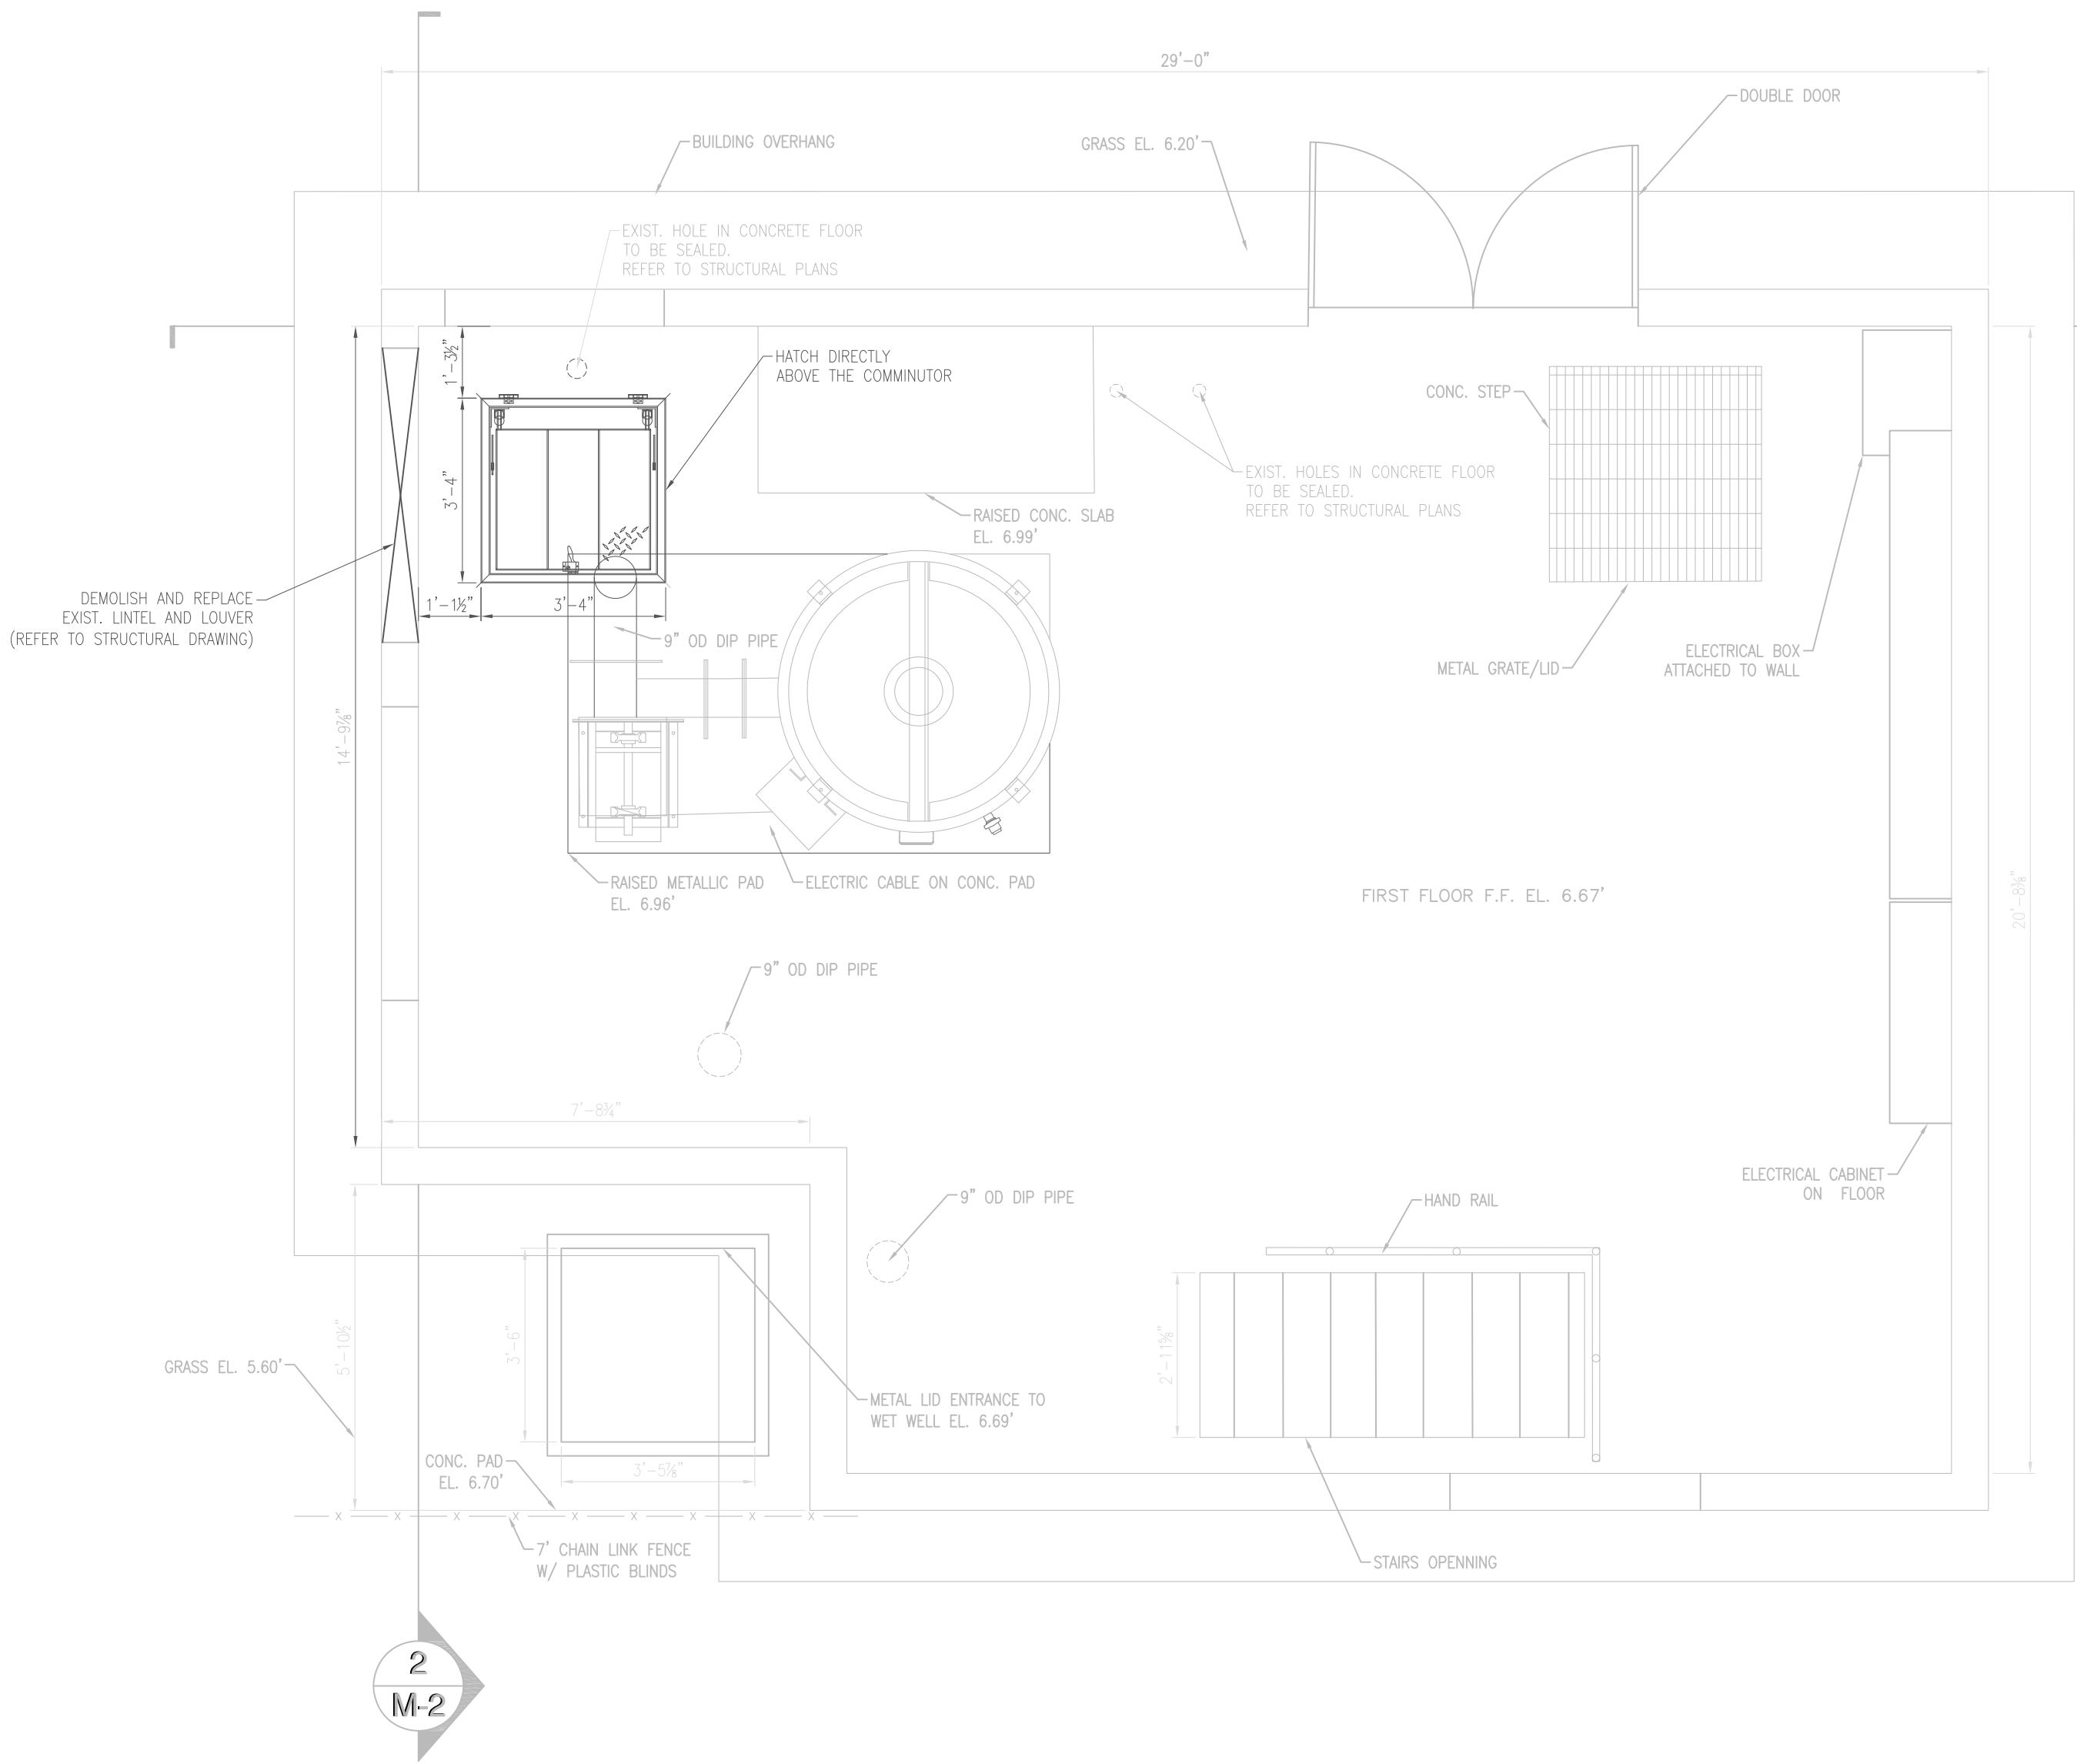 29'-0"
DOUBLE DOOR
BUILDING OVERHANG
GRASS EL. 6.20'
EXIST. HOLE IN CONCRETE FLOOR
TO BE SEALED.
REFER TO STRUCTURAL PLANS
1'-3½"
HATCH DIRECTLY
ABOVE THE COMMINUTOR
CONC. STEP
3'-4"
EXIST. HOLES IN CONCRETE FLOOR
TO BE SEALED.
REFER TO STRUCTURAL PLANS
RAISED CONC. SLAB
EL. 6.99'
DEMOLISH AND REPLACE
EXIST. LINTEL AND LOUVER
(REFER TO STRUCTURAL DRAWING)
1'-1½"
3'-4"
9" OD DIP PIPE
METAL GRATE/LID
ELECTRICAL BOX
ATTACHED TO WALL
14'-9⅞"
RAISED METALLIC PAD
EL. 6.96'
ELECTRIC CABLE ON CONC. PAD
FIRST FLOOR F.F. EL. 6.67'
20'-8⅜"
9" OD DIP PIPE
7'-8¾"
ELECTRICAL CABINET
ON FLOOR
9" OD DIP PIPE
HAND RAIL
5'-10½"
3'-6"
2'-11⅝"
GRASS EL. 5.60'
METAL LID ENTRANCE TO
WET WELL EL. 6.69'
CONC. PAD
EL. 6.70'
3'-5⅞"
X X X X X X X X X
7' CHAIN LINK FENCE
W/ PLASTIC BLINDS
STAIRS OPENNING
2
M-2